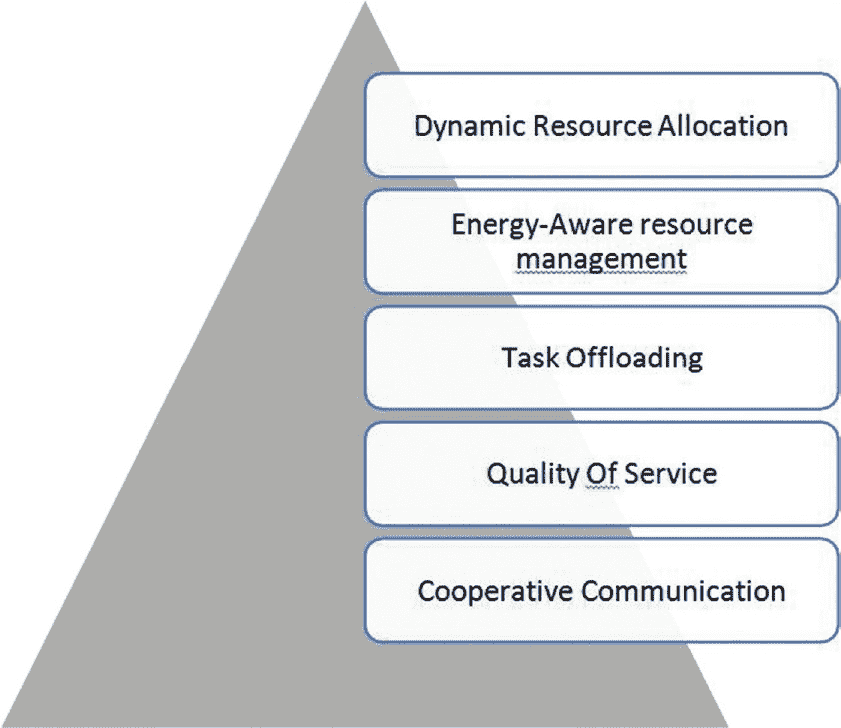 Dynamic Resource Allocation
Energy-Aware resource
management
Task Offloading
Quality Of Service
Cooperative Communication